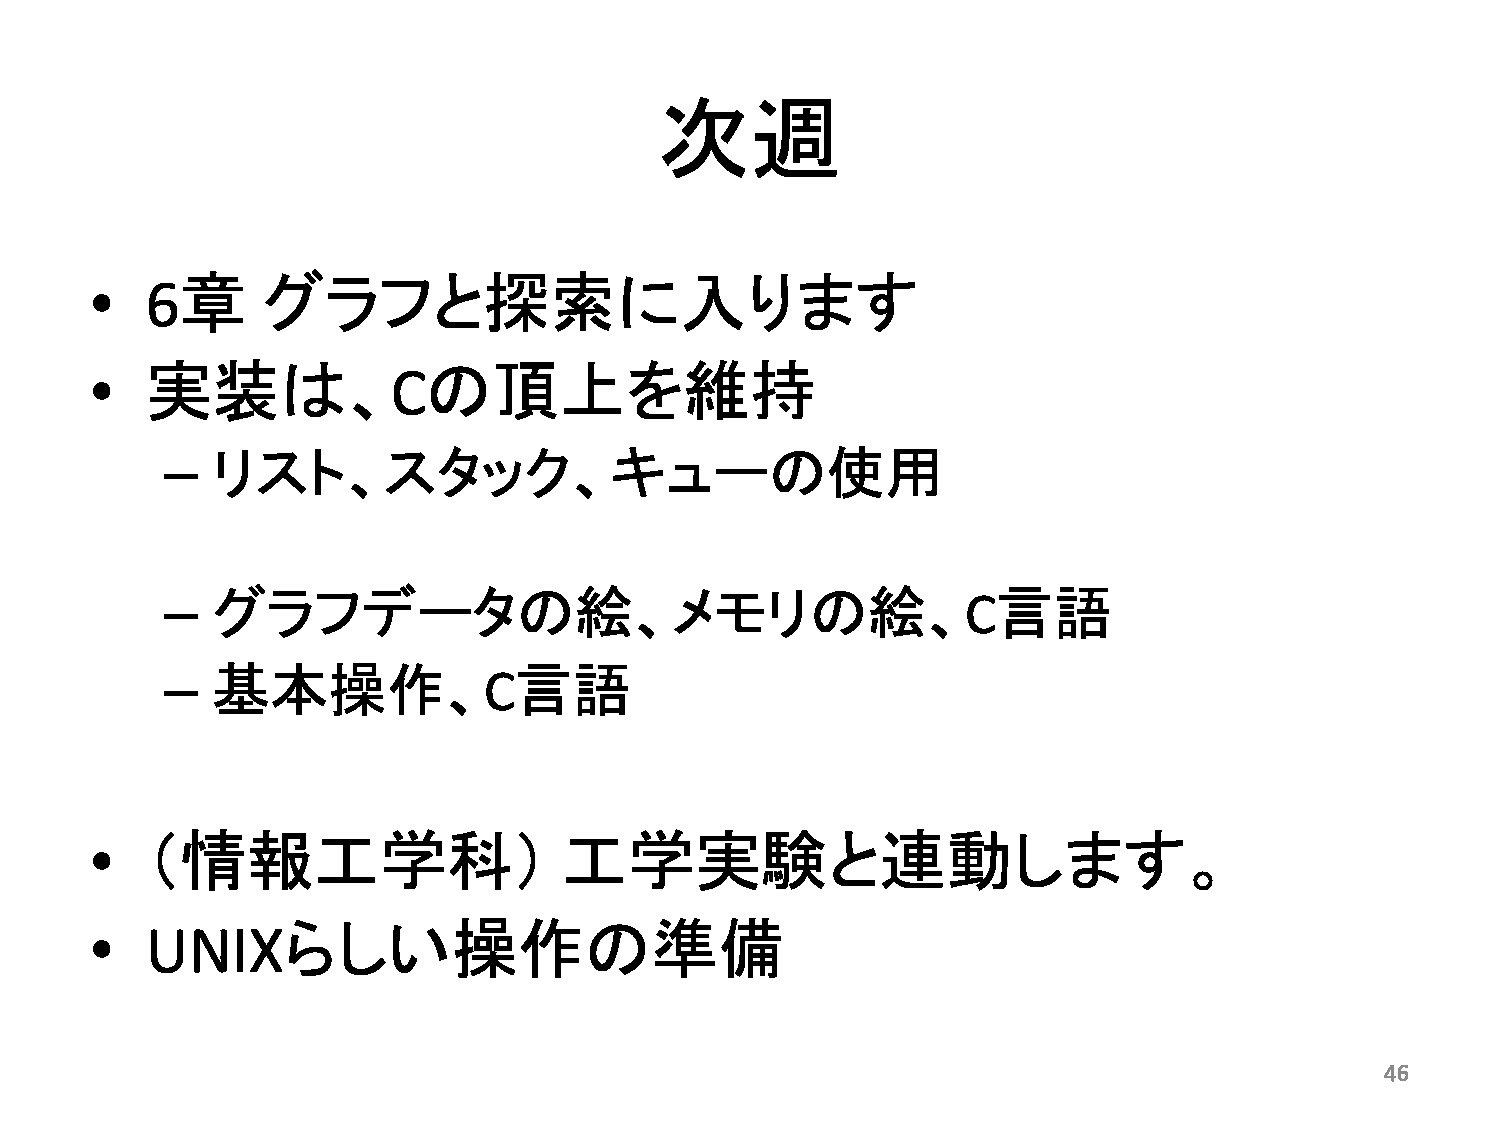 次週
• 6章 グラフと探索に入ります
• 実装は、Cの頂上を維持
– リスト、スタック、キューの使用
– グラフデータの絵、メモリの絵、C言語
– 基本操作、C言語
• （情報工学科） 工学実験と連動します。
• UNIXらしい操作の準備
46